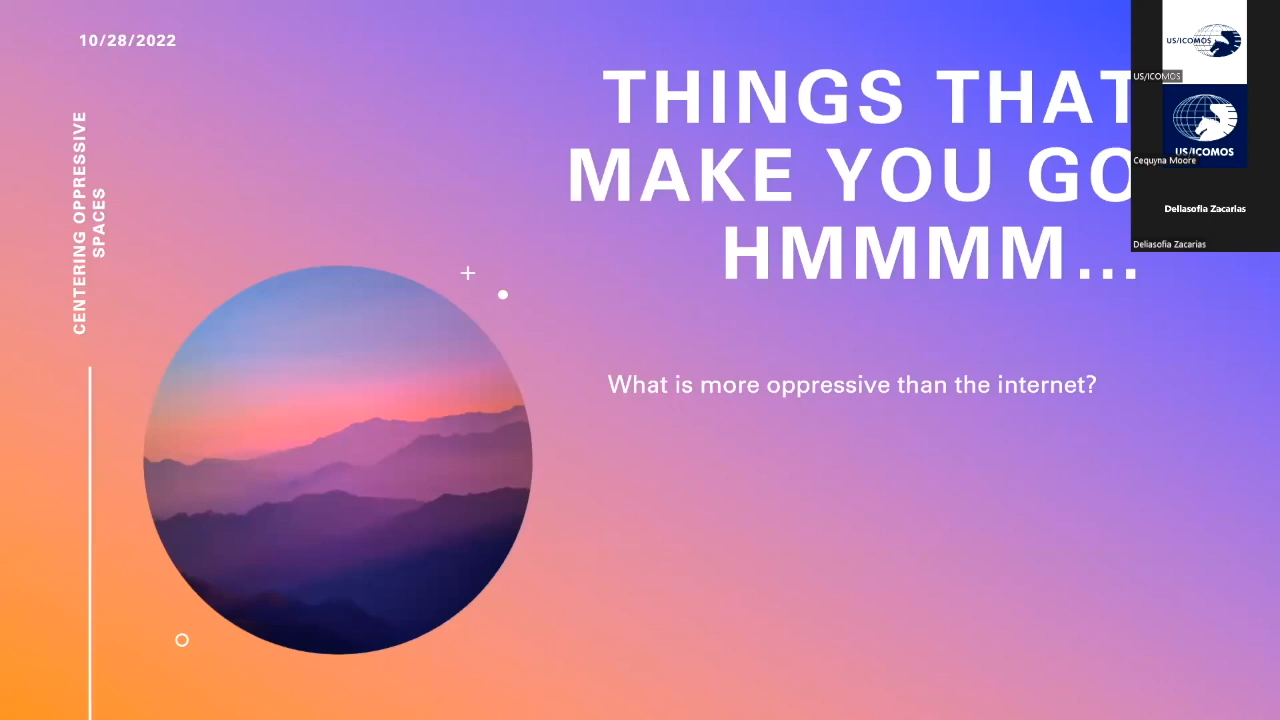 10/28/2022
CENTERING OPPRESSIVE
SPACES
THINGS THAT
MAKE YOU GO
HMMMM...
What is more oppressive than the internet?
US/ICOMOS
US/ICOMOS
US/ICOMOS
Cequyna Moore
Deliasofia Zacarias
Deliasofia Zacarias